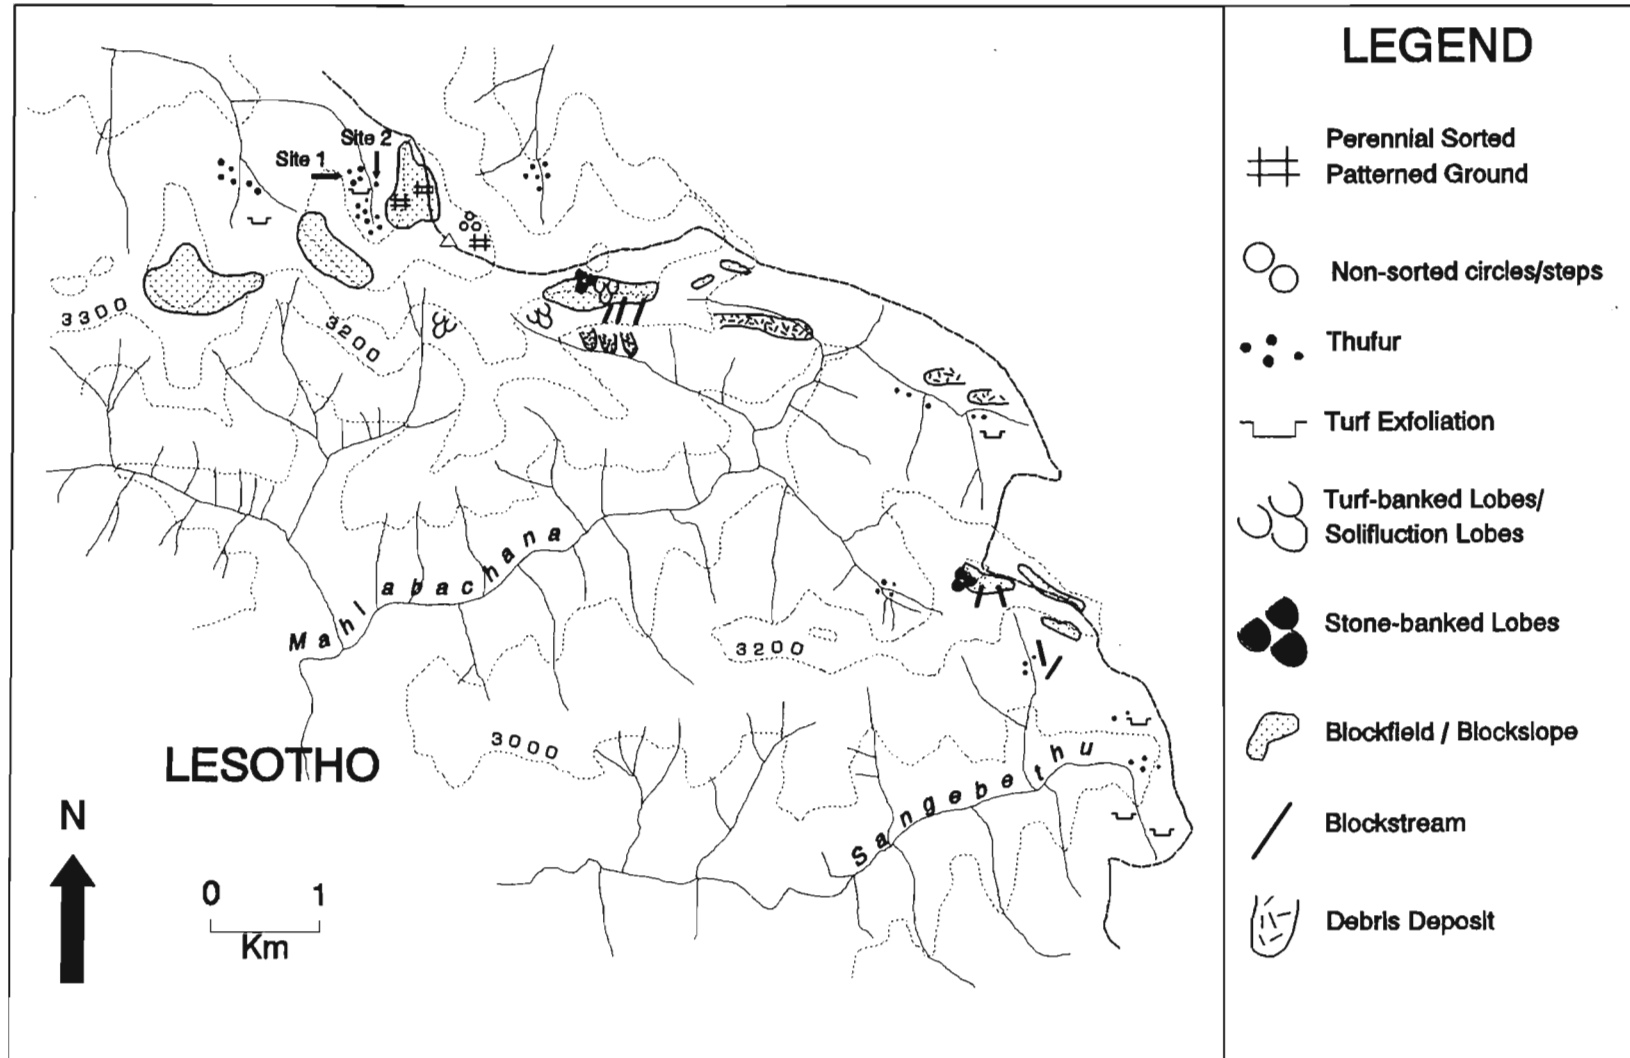 LEGEND
Perennial Sorted
Patterned Ground
Non-sorted circles/steps
Thufur
Turf Exfoliation
Turf-banked Lobes/
Solifluction Lobes
Stone-banked Lobes
Blockfield / Blockslope
Blockstream
Debris Deposit
Site 2
Site 1
3300
3200
Mahlabachana
3200
3000
Sangebethu
LESOTHO
N
0 1
Km